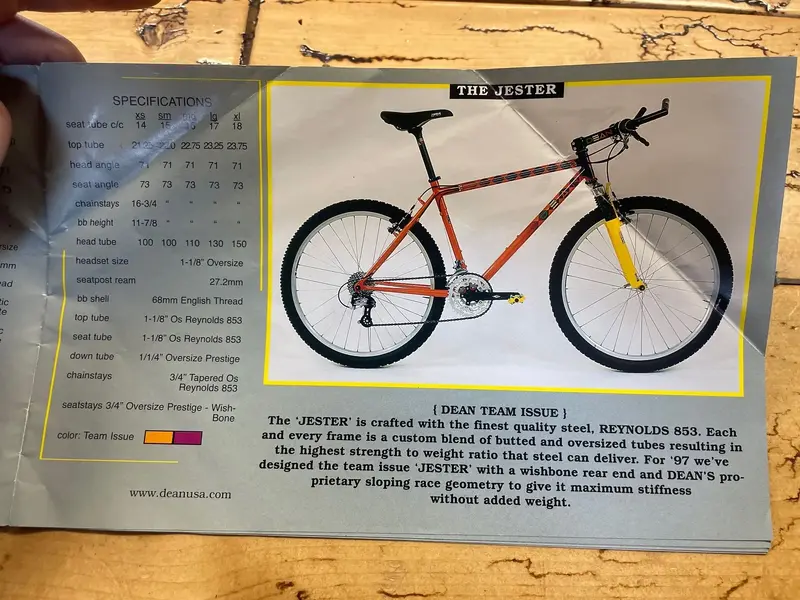 THE JESTER
SPECIFICATIONS
xs sm lg xl
seat tube c/c 14 15 17 18
top tube 22.75 23.25 23.75
head angle 71 71 71 71 71
seat angle 73 73 73 73 73
chainstays 16-3/4 " " " "
bb height 11-7/8 " " " "
head tube 100 100 110 130 150
headset size 1-1/8" Oversize
seatpost ream 27.2mm
bb shell 68mm English Thread
top tube 1-1/8" Os Reynolds 853
seat tube 1-1/8" Os Reynolds 853
down tube 1/1/4" Oversize Prestige
chainstays 3/4" Tapered Os
Reynolds 853
seatstays 3/4" Oversize Prestige - Wish-
Bone
color: Team Issue
www.deanusa.com
{ DEAN TEAM ISSUE }
The 'JESTER' is crafted with the finest quality steel, REYNOLDS 853. Each
and every frame is a custom blend of butted and oversized tubes resulting in
the highest strength to weight ratio that steel can deliver. For '97 we've
designed the team issue 'JESTER' with a wishbone rear end and DEAN'S pro-
prietary sloping race geometry to give it maximum stiffness
without added weight.